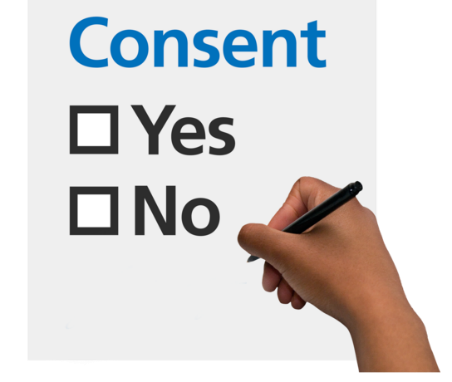 Consent
Yes
No